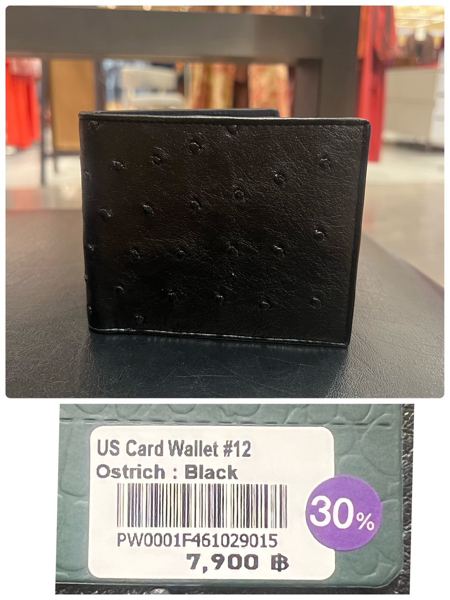 US Card Wallet #12
Ostrich : Black
30%
PW0001F461029015
7,900 ฿